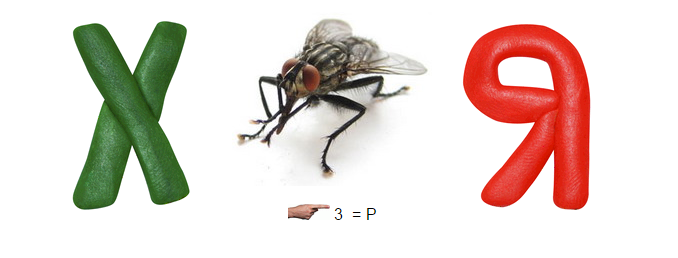 Х Я
3 = Р